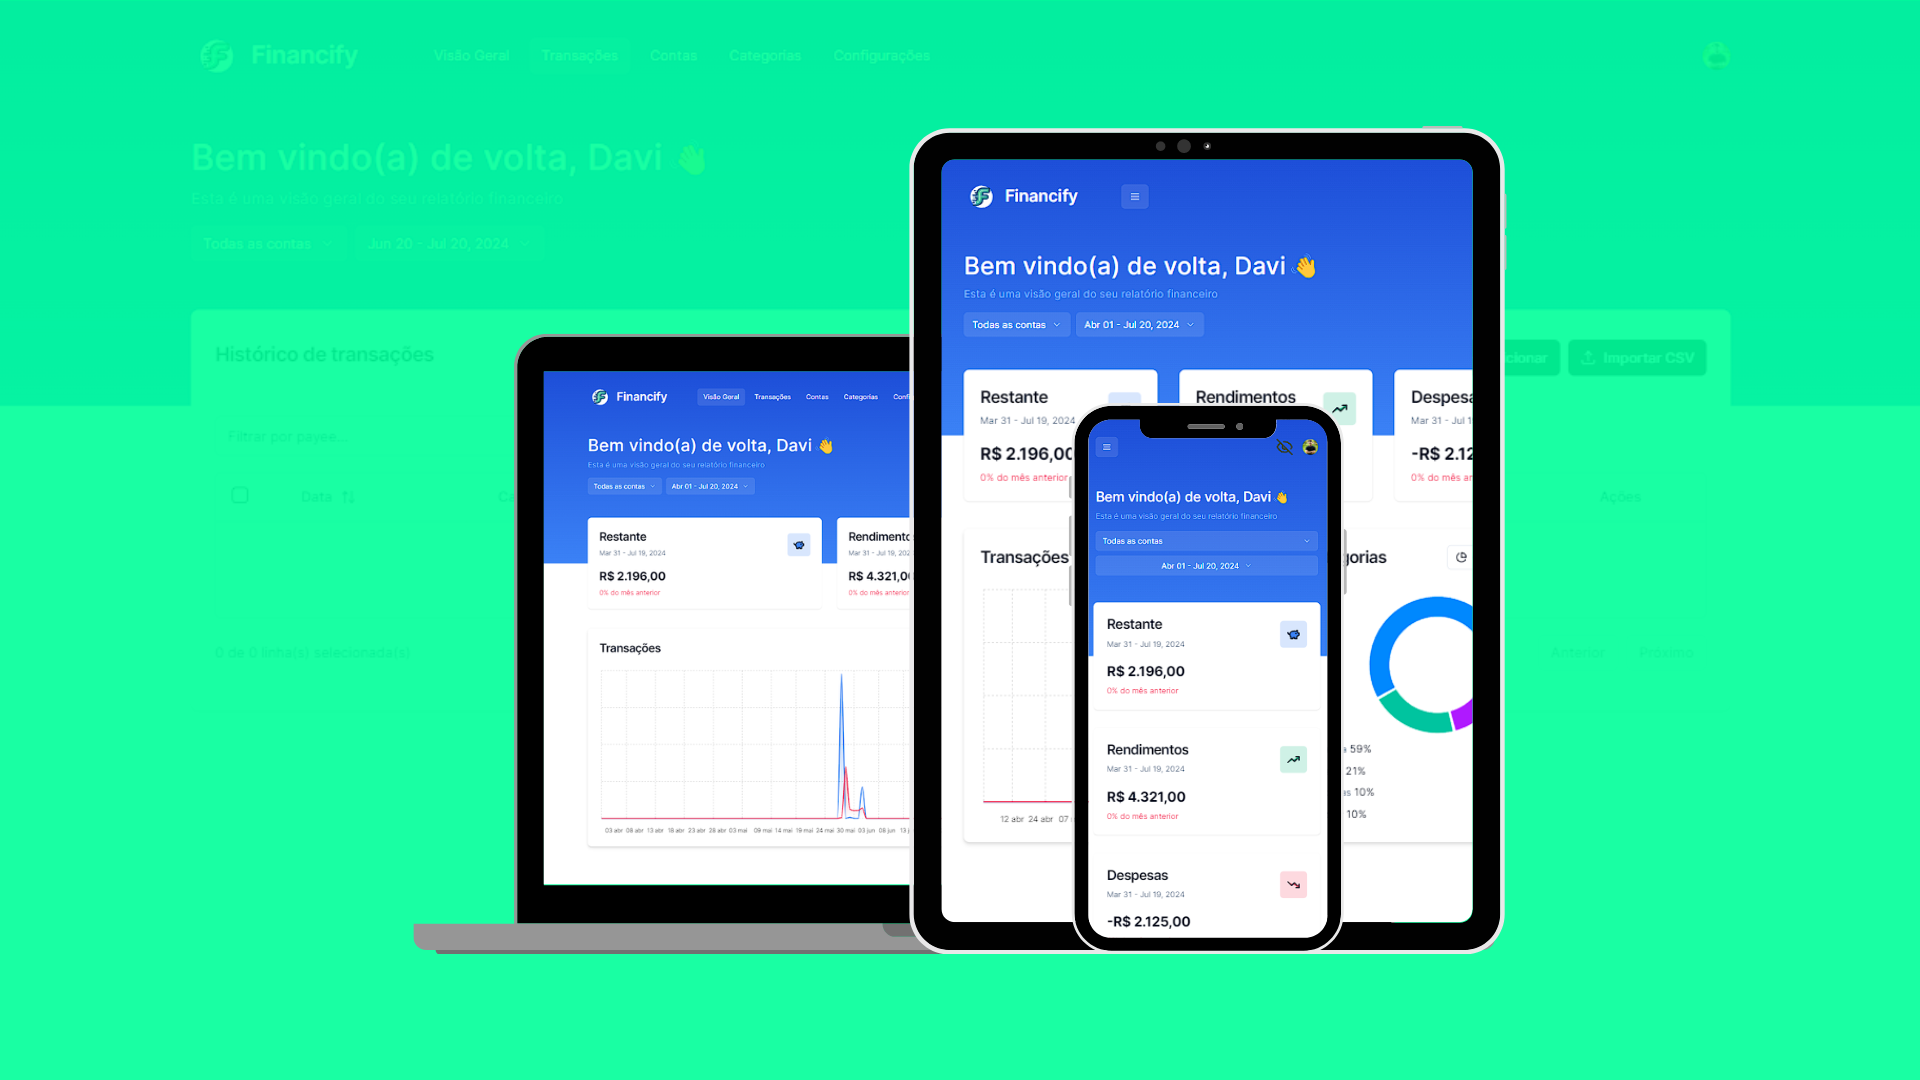 Financify
Visão Geral
Transações
Contas
Categorias
Configurações
Bem vindo(a) de volta, Davi 👋
Esta é uma visão geral do seu relatório financeiro
Todas as contas
Jun 20 - Jul 20, 2024
Histórico de transações
Importar CSV
Filtrar por payee...
Data
Ações
0 de 0 linha(s) selecionada(s)
Anterior
Próximo
Financify
Visão Geral
Transações
Contas
Categorias
Bem vindo(a) de volta, Davi 👋
Esta é uma visão geral do seu relatório financeiro
Todas as contas
Abr 01 - Jul 20, 2024
Restante
Mar 31 - Jul 19, 2024
R$ 2.196,00
0% do mês anterior
Rendimento
Mar 31 - Jul 19, 202
R$ 4.321,0
0% do mês anterior
Transações
03 abr 08 abr 13 abr 18 abr 23 abr 28 abr 03 mai 09 mai 14 mai 19 mai 24 mai 30 mai 03 jun 08 jun 13 j
Financify
Bem vindo(a) de volta, Davi 👋
Esta é uma visão geral do seu relatório financeiro
Todas as contas
Abr 01 - Jul 20, 2024
Restante
Mar 31 - Jul 19, 2024
R$ 2.196,00
0% do mês anterior
Rendimentos
Despesa
Mar 31 - Jul 1
-R$ 2.12
0% do mês an
Transações
12 abr 24 abr 07
gorias
59%
21%
10%
10%
Bem vindo(a) de volta, Davi 👋
Esta é uma visão geral do seu relatório financeiro
Todas as contas
Abr 01 - Jul 20, 2024
Restante
Mar 31 - Jul 19, 2024
R$ 2.196,00
0% do mês anterior
Rendimentos
Mar 31 - Jul 19, 2024
R$ 4.321,00
0% do mês anterior
Despesas
Mar 31 - Jul 19, 2024
-R$ 2.125,00